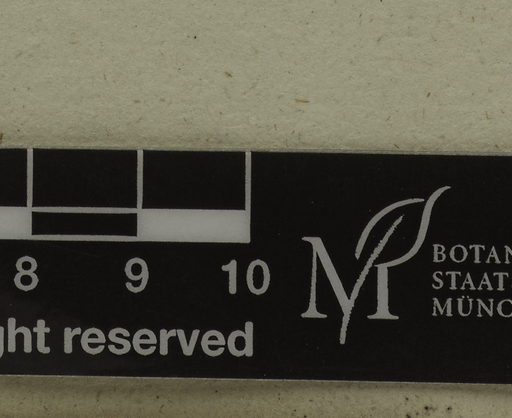 8 9 10
ght reserved
M
BOTAN
STAAT
MÜNC